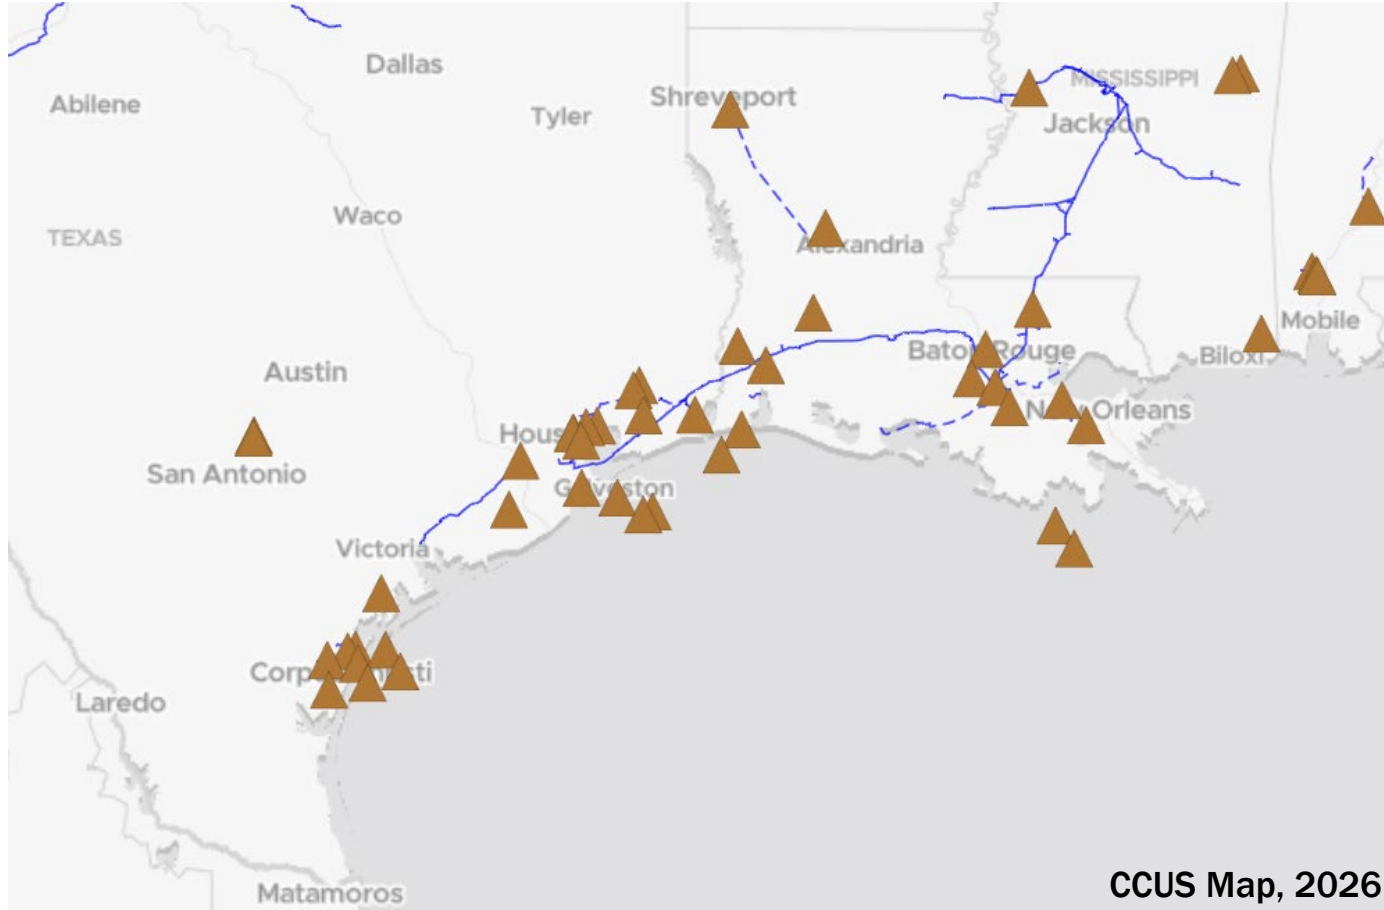 Dallas
Abilene
Shreveport
MISSISSIPPI
Tyler
Jackson
Waco
TEXAS
Alexandria
Mobile
Baton Rouge
Biloxi
Austin
New Orleans
Houston
San Antonio
Galveston
Victoria
Corpus Christi
Laredo
Matamoros
CCUS Map, 2026